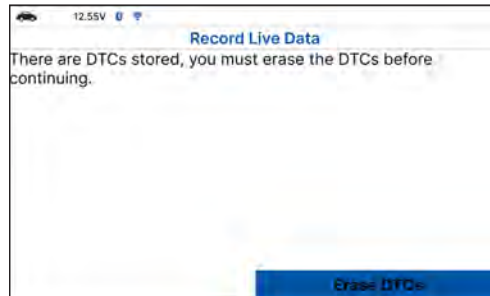 12.55V
Record Live Data
There are DTCs stored, you must erase the DTCs before
continuing.
Erase DTCs